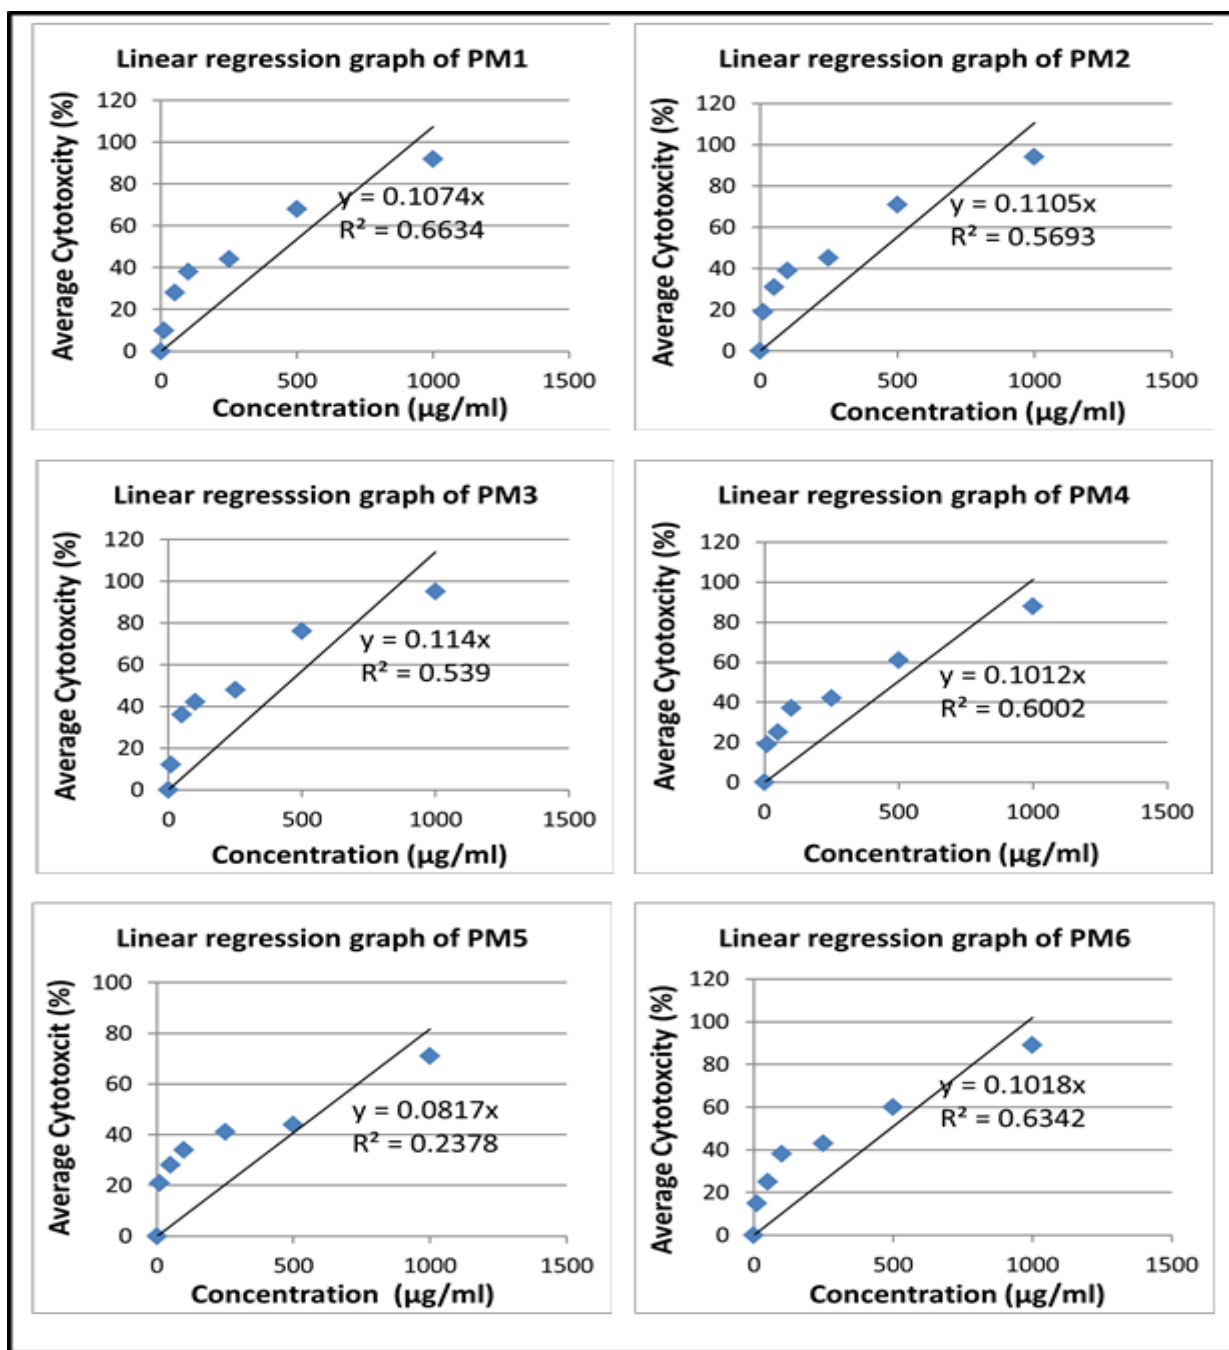 Linear regression graph of PM1
Average Cytotoxcity (%)
120
100
80
60
40
20
0
y = 0.1074x
R² = 0.6634
0 500 1000 1500
Concentration (µg/ml)
Linear regression graph of PM2
Average Cytotoxcity (%)
120
100
80
60
40
20
0
y = 0.1105x
R² = 0.5693
0 500 1000 1500
Concentration (µg/ml)
Linear regresssion graph of PM3
Average Cytotoxcity (%)
120
100
80
60
40
20
0
y = 0.114x
R² = 0.539
0 500 1000 1500
Concentration (µg/ml)
Linear regression graph of PM4
Average Cytotoxcity (%)
120
100
80
60
40
20
0
y = 0.1012x
R² = 0.6002
0 500 1000 1500
Concentration (µg/ml)
Linear regression graph of PM5
Average Cytotoxcit (%)
100
80
60
40
20
0
y = 0.0817x
R² = 0.2378
0 500 1000 1500
Concentration (µg/ml)
Linear regression graph of PM6
Average Cytotoxcity (%)
120
100
80
60
40
20
0
y = 0.1018x
R² = 0.6342
0 500 1000 1500
Concentration (µg/ml)